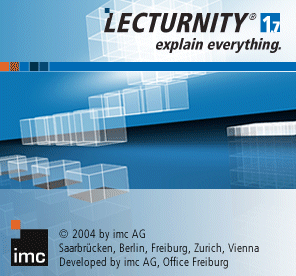 LECTURNITY® 1.7
explain everything.
imc
© 2004 by imc AG
Saarbrücken, Berlin, Freiburg, Zurich, Vienna
Developed by imc AG, Office Freiburg